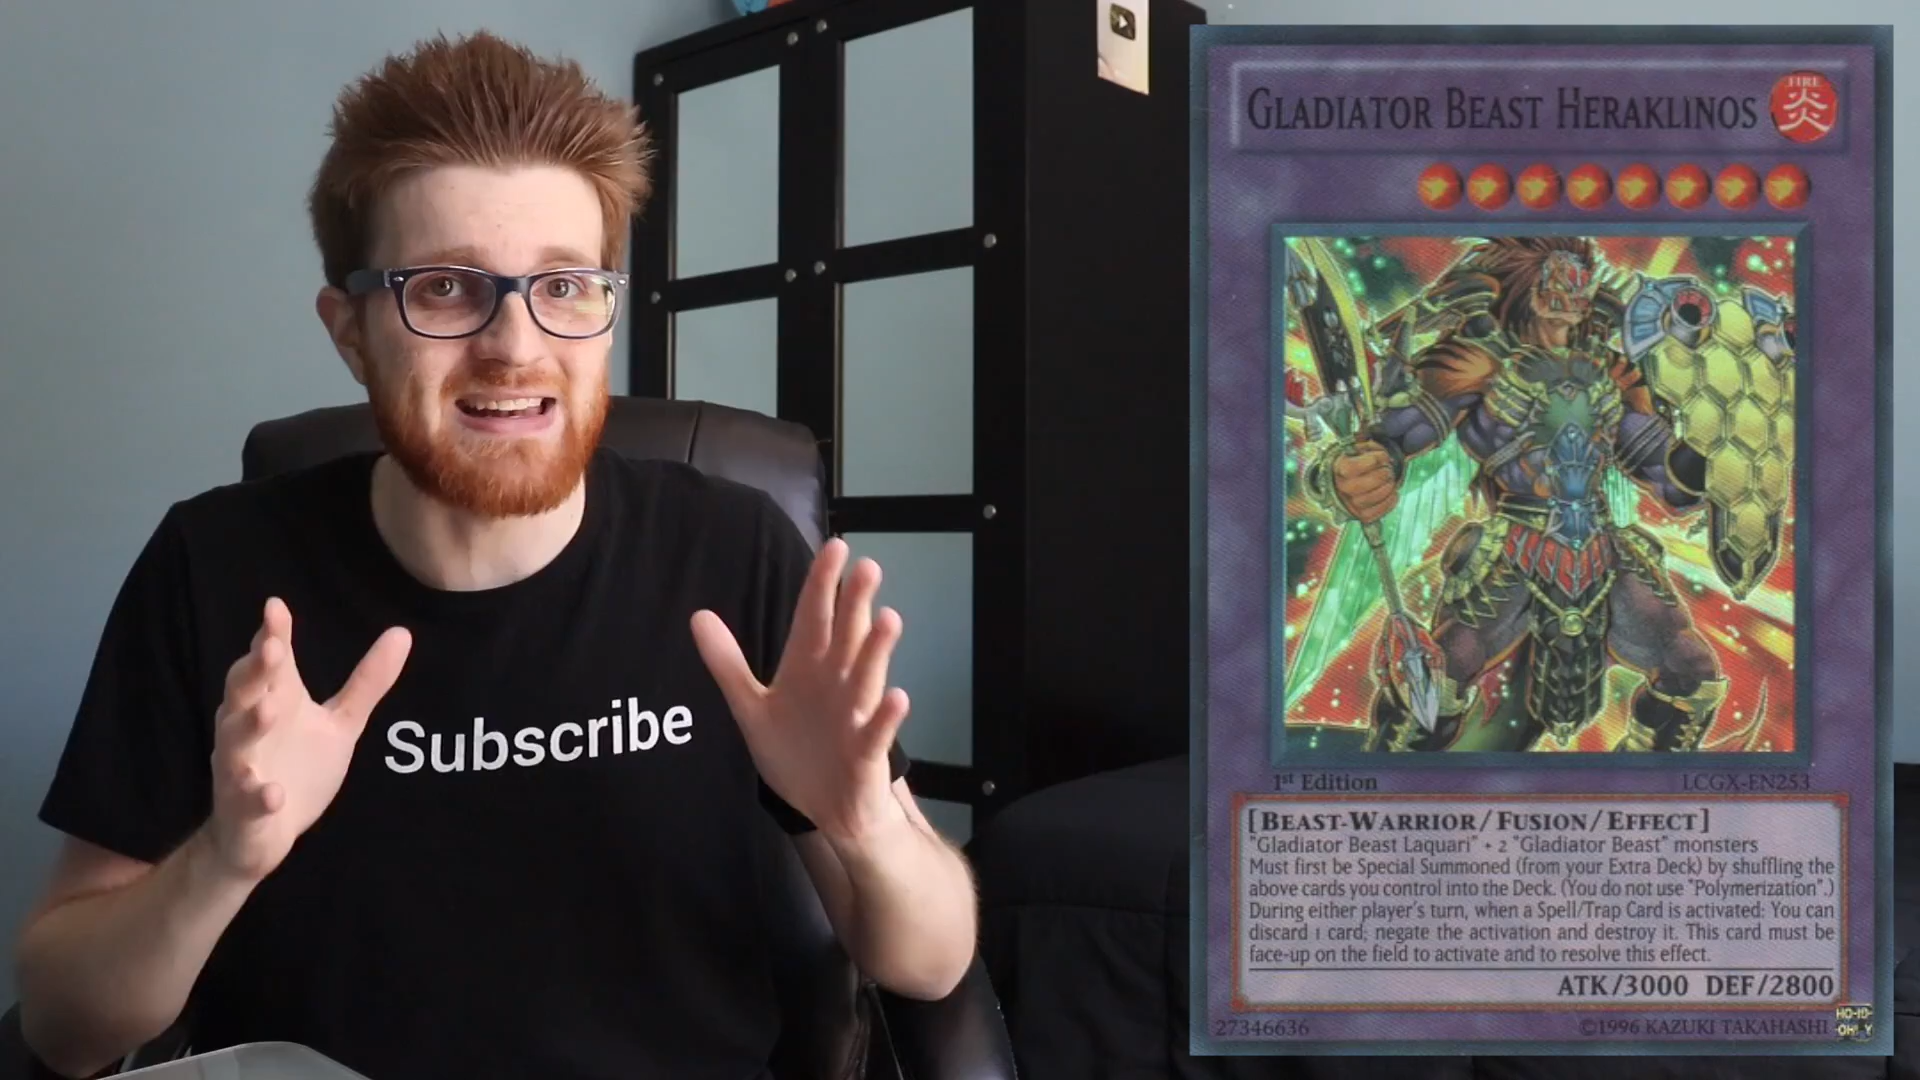 Subscribe
GLADIATOR BEAST HERAKLINOS
FIRE
炎
1st Edition
LCGX-EN253
[BEAST-WARRIOR/FUSION/EFFECT]
"Gladiator Beast Laquari" + 2 "Gladiator Beast" monsters
Must first be Special Summoned (from your Extra Deck) by shuffling the
above cards you control into the Deck. (You do not use "Polymerization".)
During either player's turn, when a Spell/Trap Card is activated: You can
discard 1 card; negate the activation and destroy it. This card must be
face-up on the field to activate and to resolve this effect.
ATK/3000 DEF/2800
27346636
©1996 KAZUKI TAKAHASHI